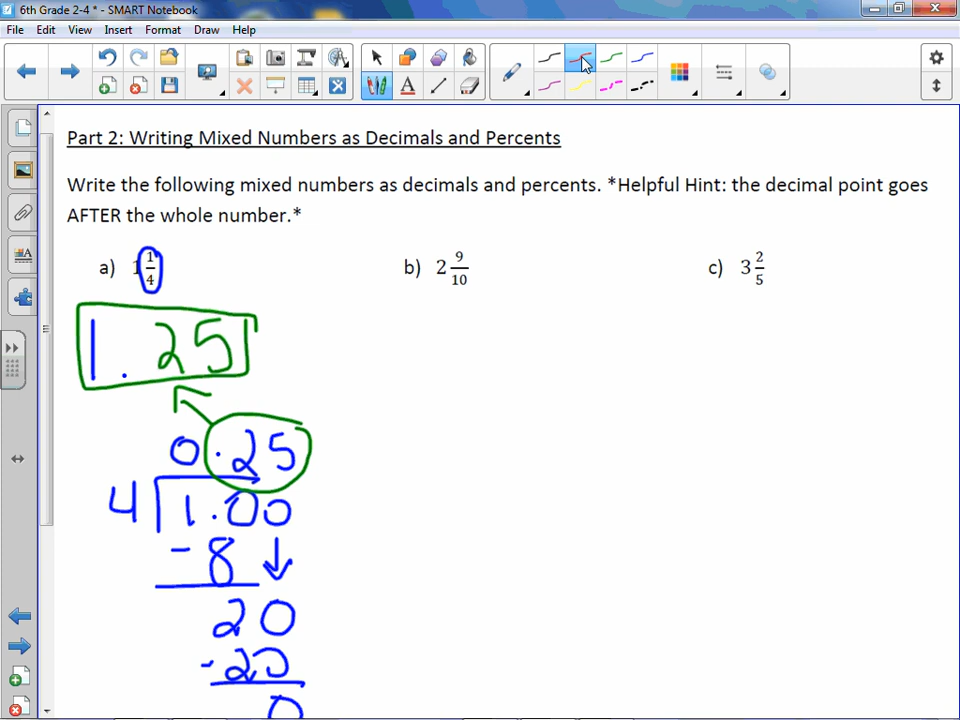 6th Grade 2-4 * - SMART Notebook
File Edit View Insert Format Draw Help
Part 2: Writing Mixed Numbers as Decimals and Percents
Write the following mixed numbers as decimals and percents. *Helpful Hint: the decimal point goes
AFTER the whole number.*
a) 1 1/4 b) 2 9/10 c) 3 2/5
1.25
0.25
4 1.00
- 8
20
- 20
0